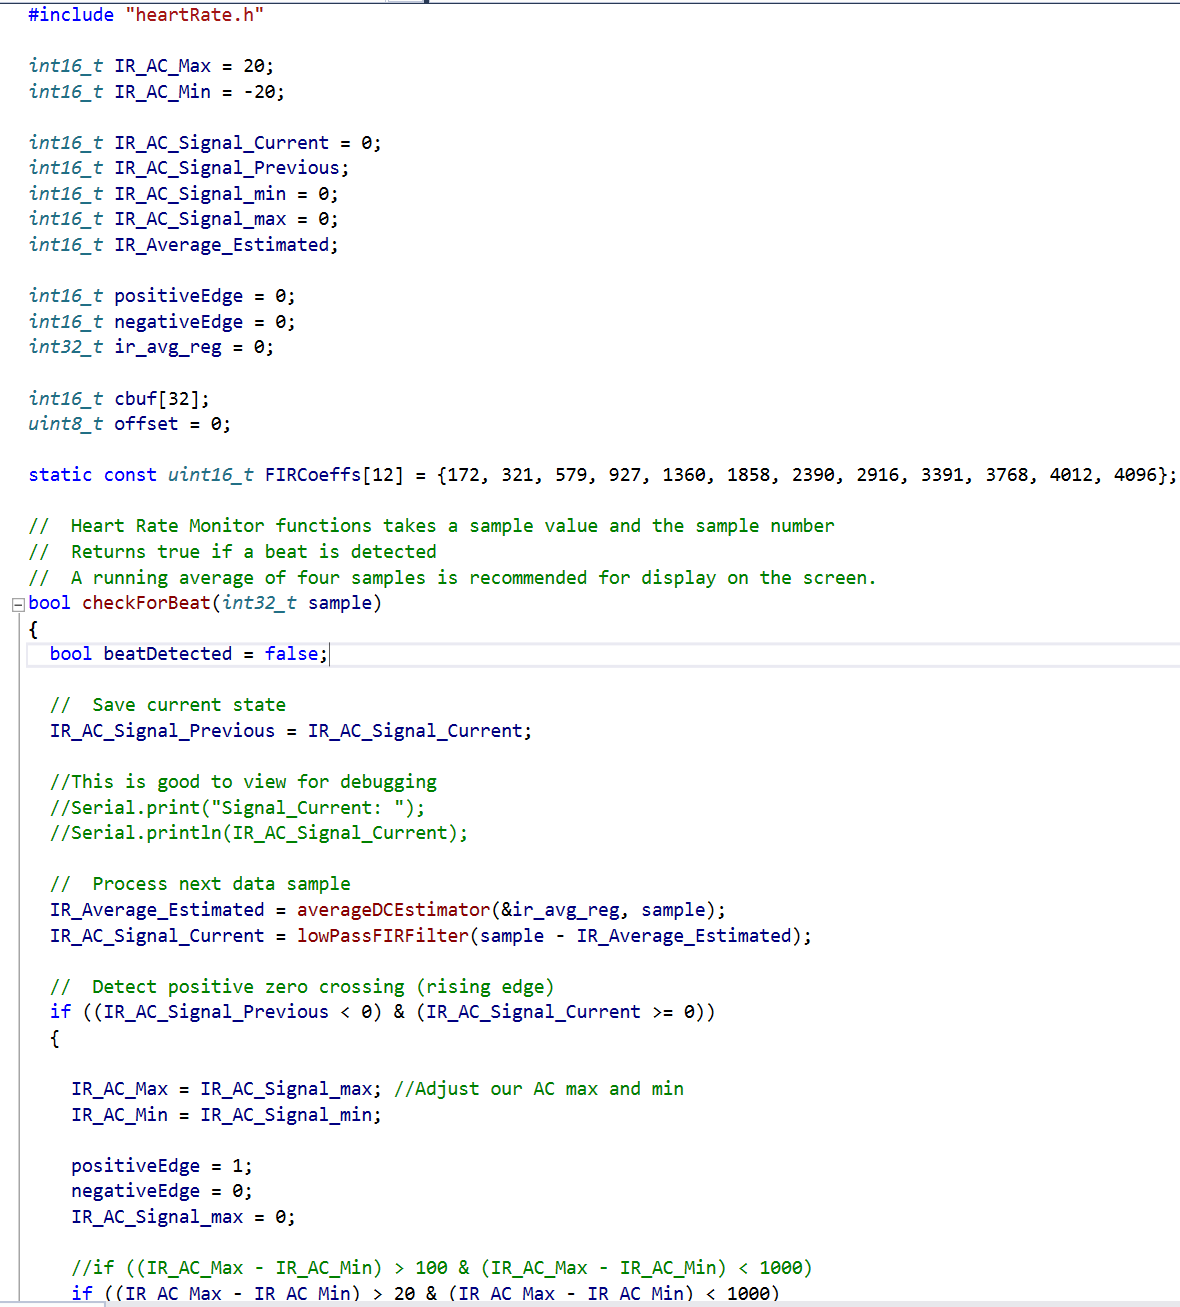 #include "heartRate.h"
int16_t IR_AC_Max = 20;
int16_t IR_AC_Min = -20;
int16_t IR_AC_Signal_Current = 0;
int16_t IR_AC_Signal_Previous;
int16_t IR_AC_Signal_min = 0;
int16_t IR_AC_Signal_max = 0;
int16_t IR_Average_Estimated;
int16_t positiveEdge = 0;
int16_t negativeEdge = 0;
int32_t ir_avg_reg = 0;
int16_t cbuf[32];
uint8_t offset = 0;
static const uint16_t FIRCoeffs[12] = {172, 321, 579, 927, 1360, 1858, 2390, 2916, 3391, 3768, 4012, 4096};
//  Heart Rate Monitor functions takes a sample value and the sample number
//  Returns true if a beat is detected
//  A running average of four samples is recommended for display on the screen.
bool checkForBeat(int32_t sample)
{
  bool beatDetected = false;
  //  Save current state
  IR_AC_Signal_Previous = IR_AC_Signal_Current;
  //This is good to view for debugging
  //Serial.print("Signal_Current: ");
  //Serial.println(IR_AC_Signal_Current);
  //  Process next data sample
  IR_Average_Estimated = averageDCEstimator(&ir_avg_reg, sample);
  IR_AC_Signal_Current = lowPassFIRFilter(sample - IR_Average_Estimated);
  //  Detect positive zero crossing (rising edge)
  if ((IR_AC_Signal_Previous < 0) & (IR_AC_Signal_Current >= 0))
  {
    IR_AC_Max = IR_AC_Signal_max; //Adjust our AC max and min
    IR_AC_Min = IR_AC_Signal_min;
    positiveEdge = 1;
    negativeEdge = 0;
    IR_AC_Signal_max = 0;
    //if ((IR_AC_Max - IR_AC_Min) > 100 & (IR_AC_Max - IR_AC_Min) < 1000)
    if ((IR_AC_Max - IR_AC_Min) > 20 & (IR_AC_Max - IR_AC_Min) < 1000)